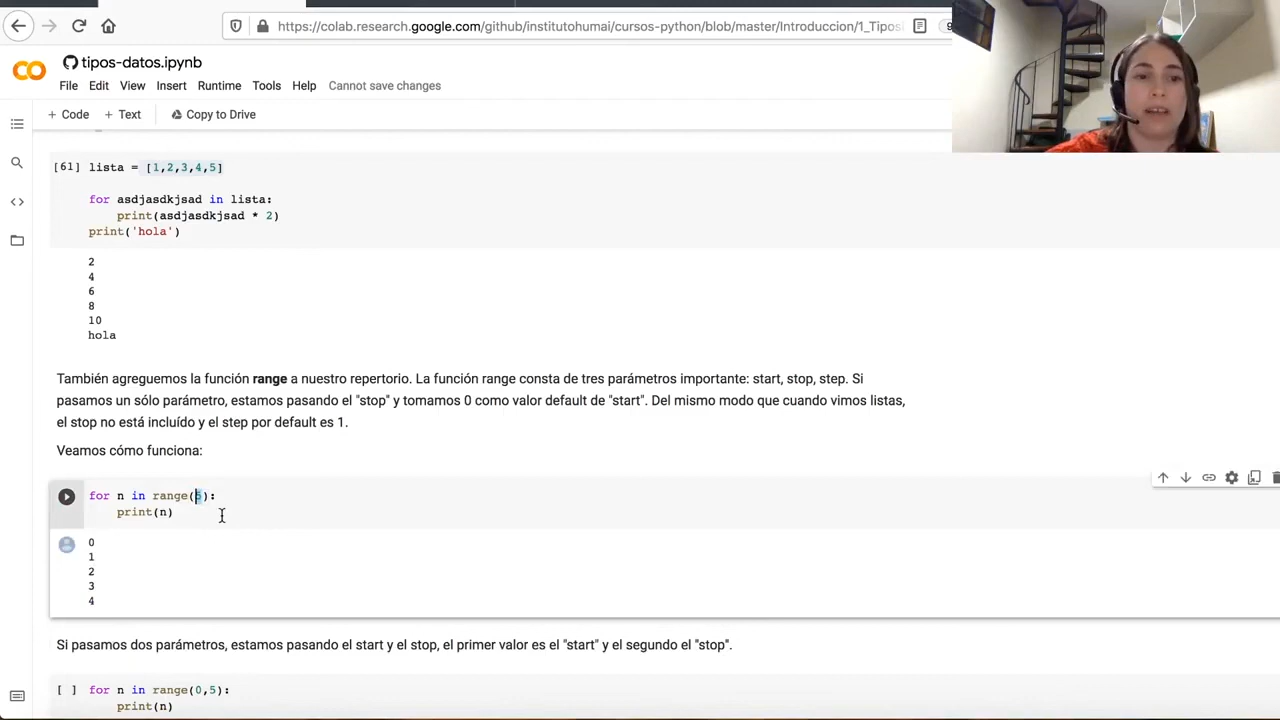 https://colab.research.google.com/github/institutohumai/cursos-python/blob/master/Introduccion/1_Tipos
tipos-datos.ipynb
File Edit View Insert Runtime Tools Help Cannot save changes
+ Code + Text Copy to Drive
[61] lista = [1,2,3,4,5]
for asdjasdkjsad in lista:
print(asdjasdkjsad * 2)
print('hola')
2
4
6
8
10
hola
También agreguemos la función range a nuestro repertorio. La función range consta de tres parámetros importante: start, stop, step. Si
pasamos un sólo parámetro, estamos pasando el "stop" y tomamos 0 como valor default de "start". Del mismo modo que cuando vimos listas,
el stop no está incluído y el step por default es 1.
Veamos cómo funciona:
for n in range(5):
print(n)
0
1
2
3
4
Si pasamos dos parámetros, estamos pasando el start y el stop, el primer valor es el "start" y el segundo el "stop".
[ ] for n in range(0,5):
print(n)